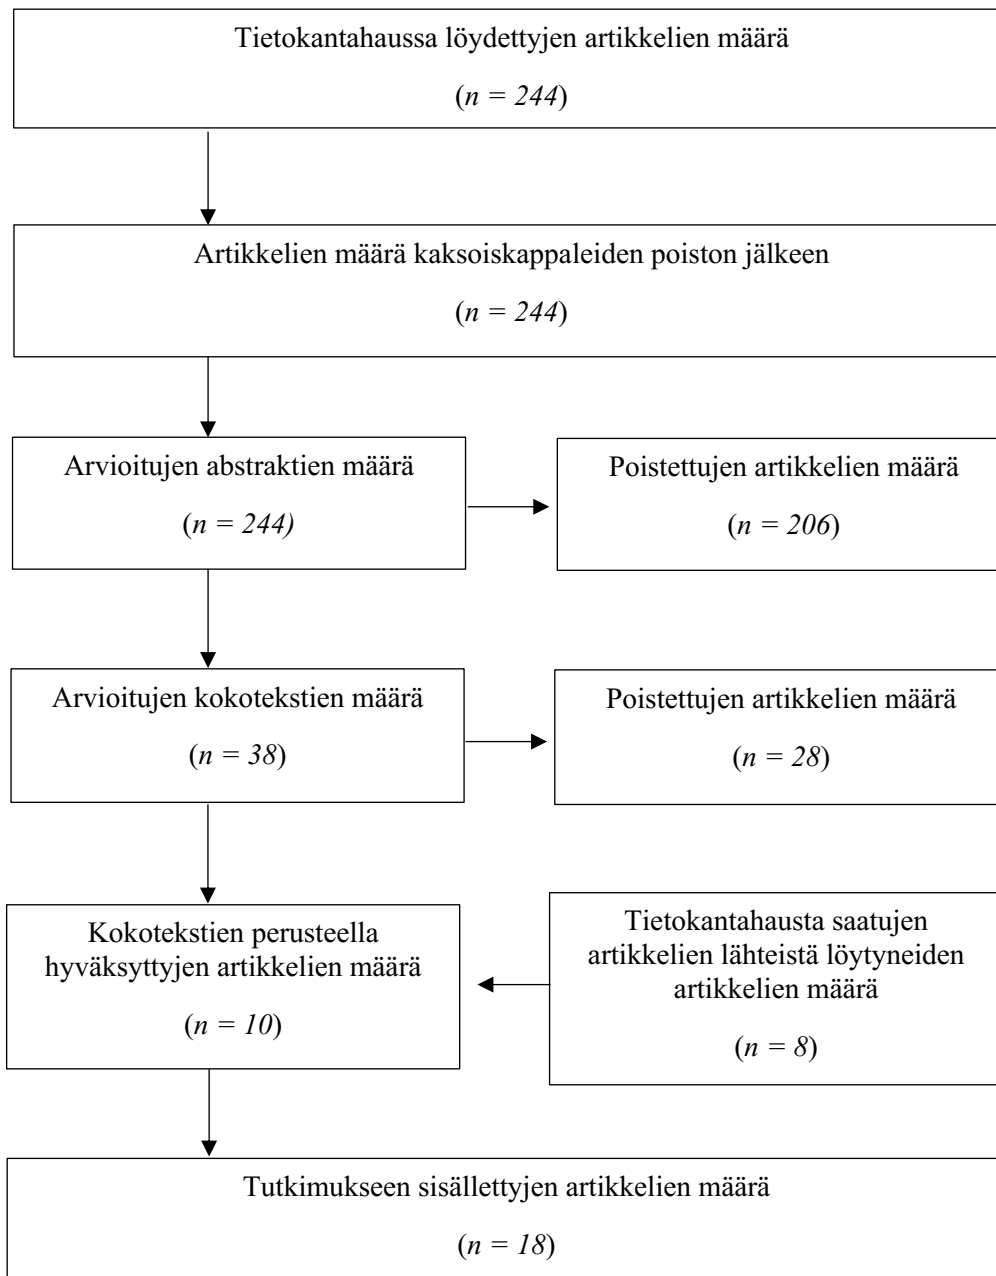 Tietokantahaussa löydettyjen artikkelien määrä
(n = 244)
Artikkelien määrä kaksoiskappaleiden poiston jälkeen
(n = 244)
Arvioitujen abstraktien määrä
(n = 244)
Poistettujen artikkelien määrä
(n = 206)
Arvioitujen kokotekstien määrä
(n = 38)
Poistettujen artikkelien määrä
(n = 28)
Kokotekstien perusteella
hyväksyttyjen artikkelien määrä
(n = 10)
Tietokantahausta saatujen
artikkelien lähteistä löytyneiden
artikkelien määrä
(n = 8)
Tutkimukseen sisällettyjen artikkelien määrä
(n = 18)